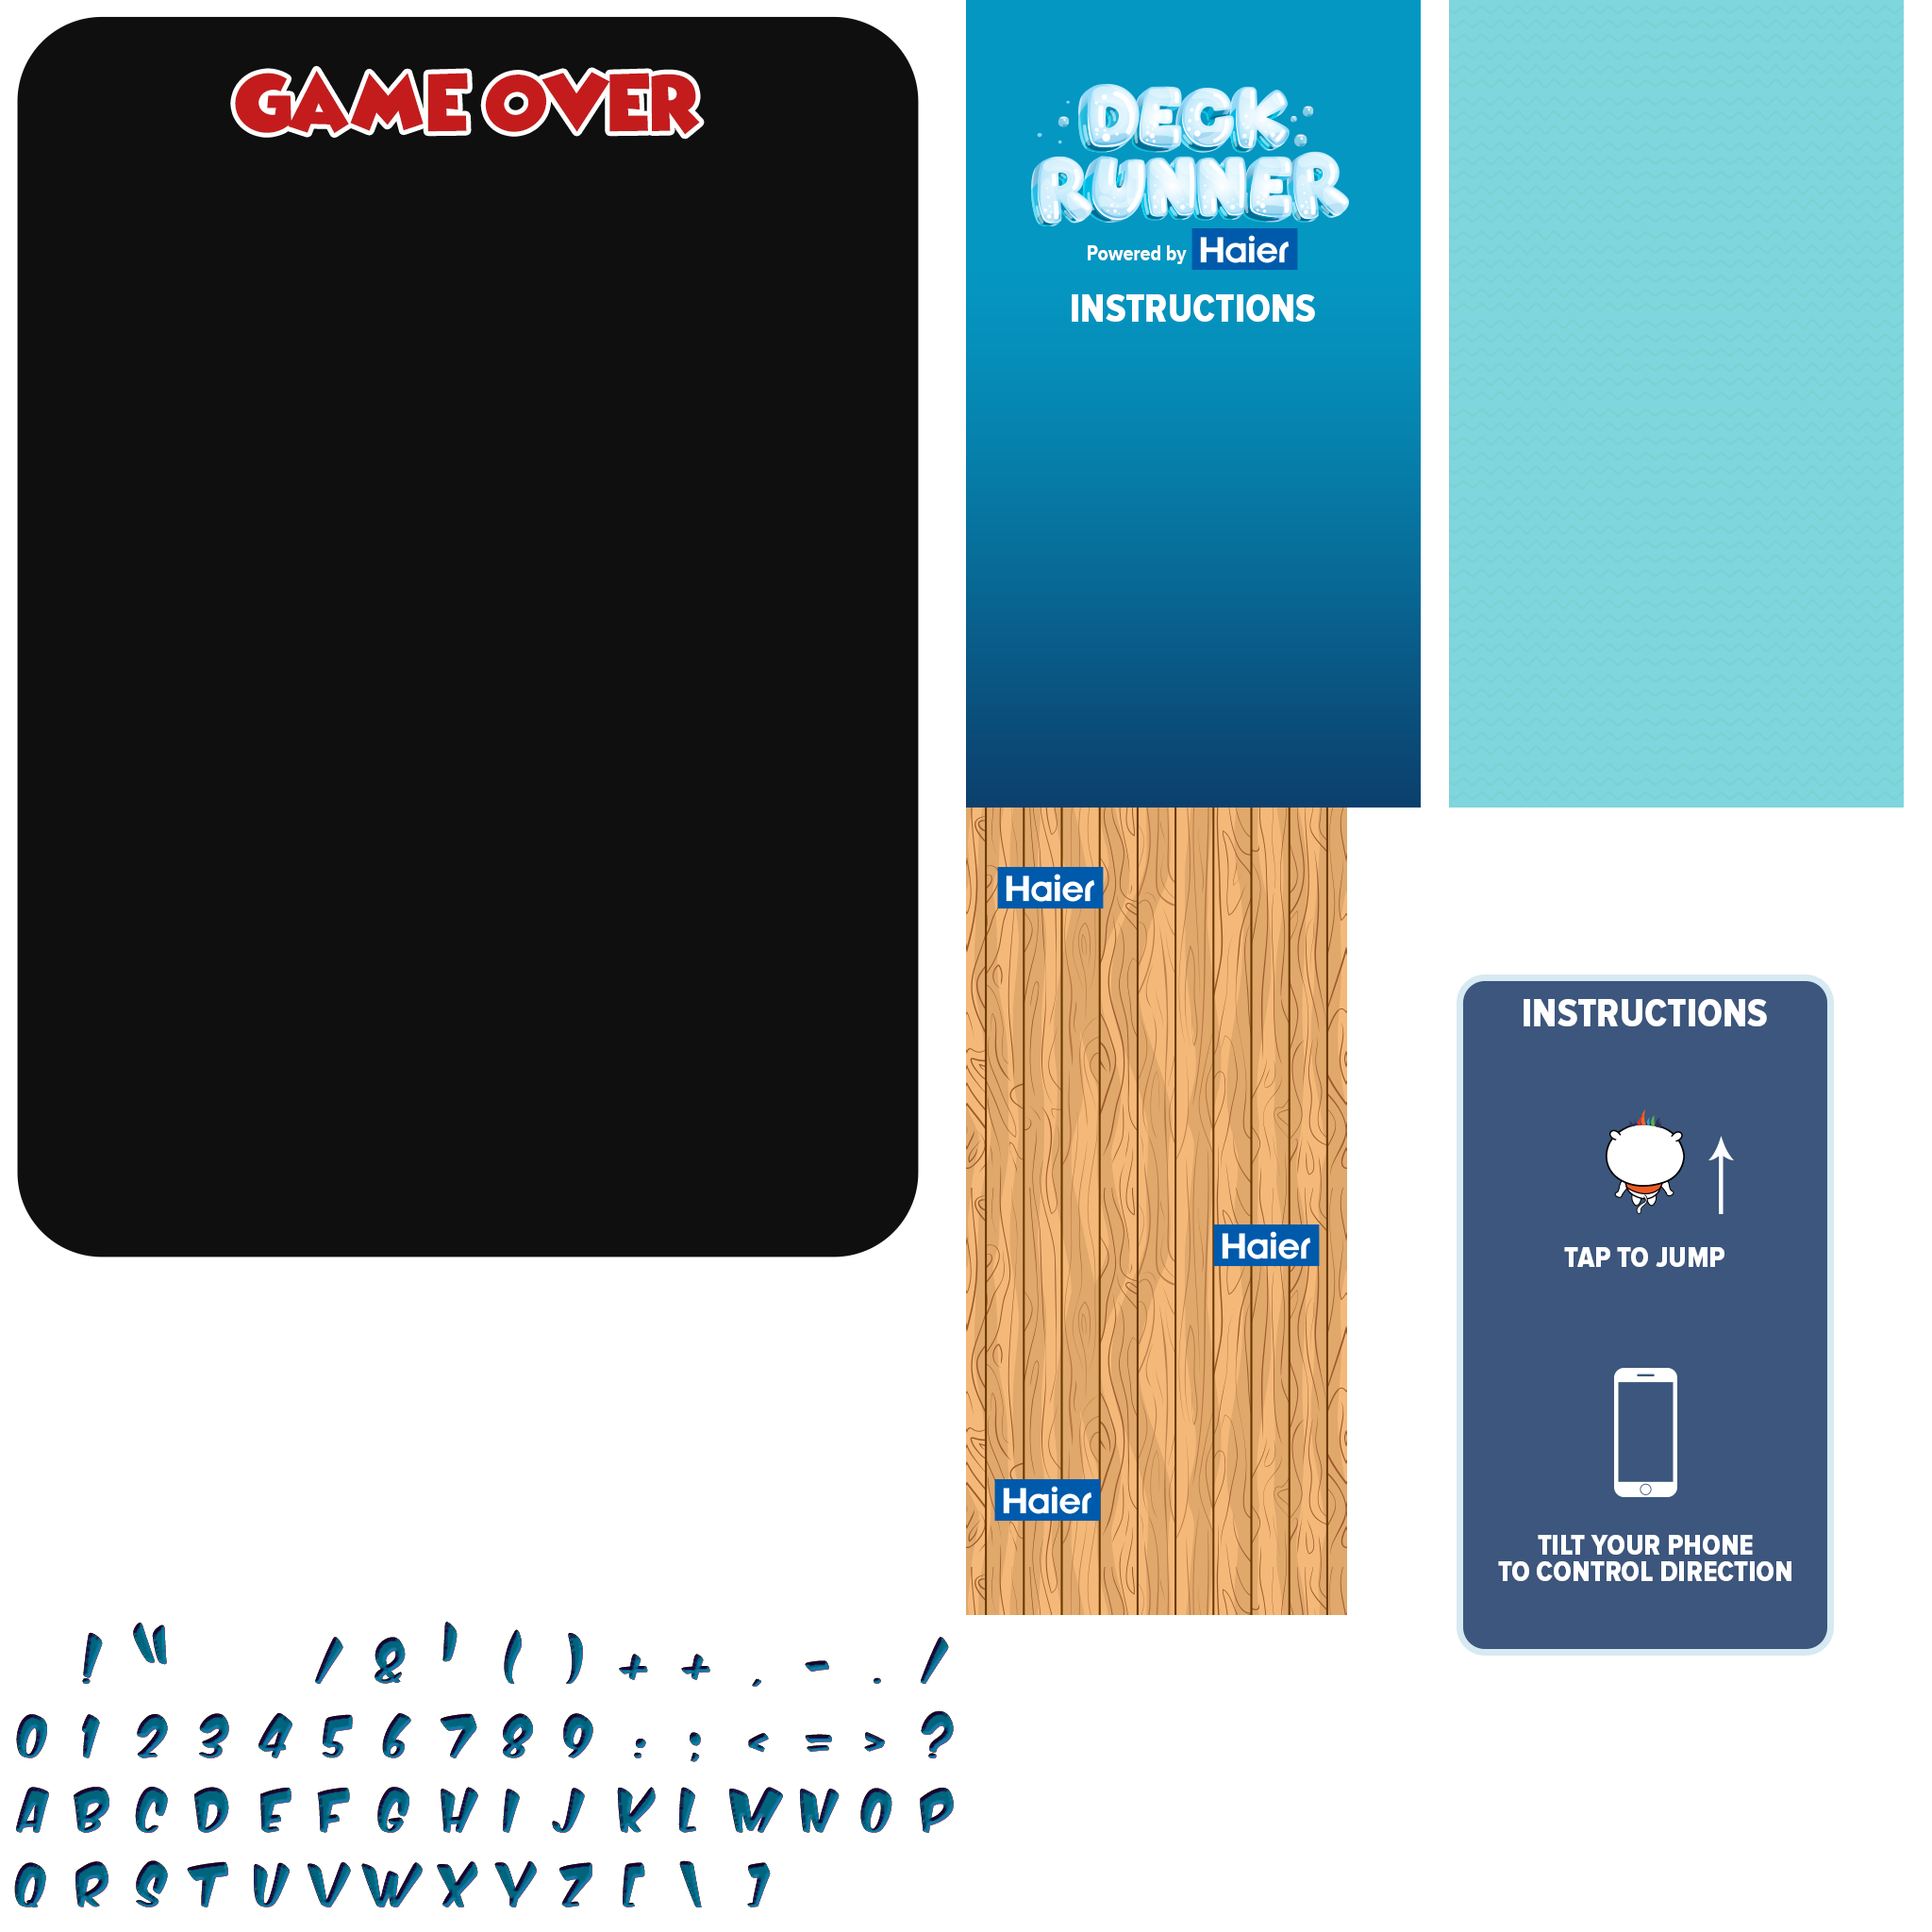 GAME OVER
DECK
RUNNER
Powered by Haier
INSTRUCTIONS
Haier
Haier
Haier
INSTRUCTIONS
TAP TO JUMP
TILT YOUR PHONE
TO CONTROL DIRECTION
! " / & ' ( ) + + , - . /
0 1 2 3 4 5 6 7 8 9 : ; < = > ?
A B C D E F G H I J K L M N O P
Q R S T U V W X Y Z [ \ ]